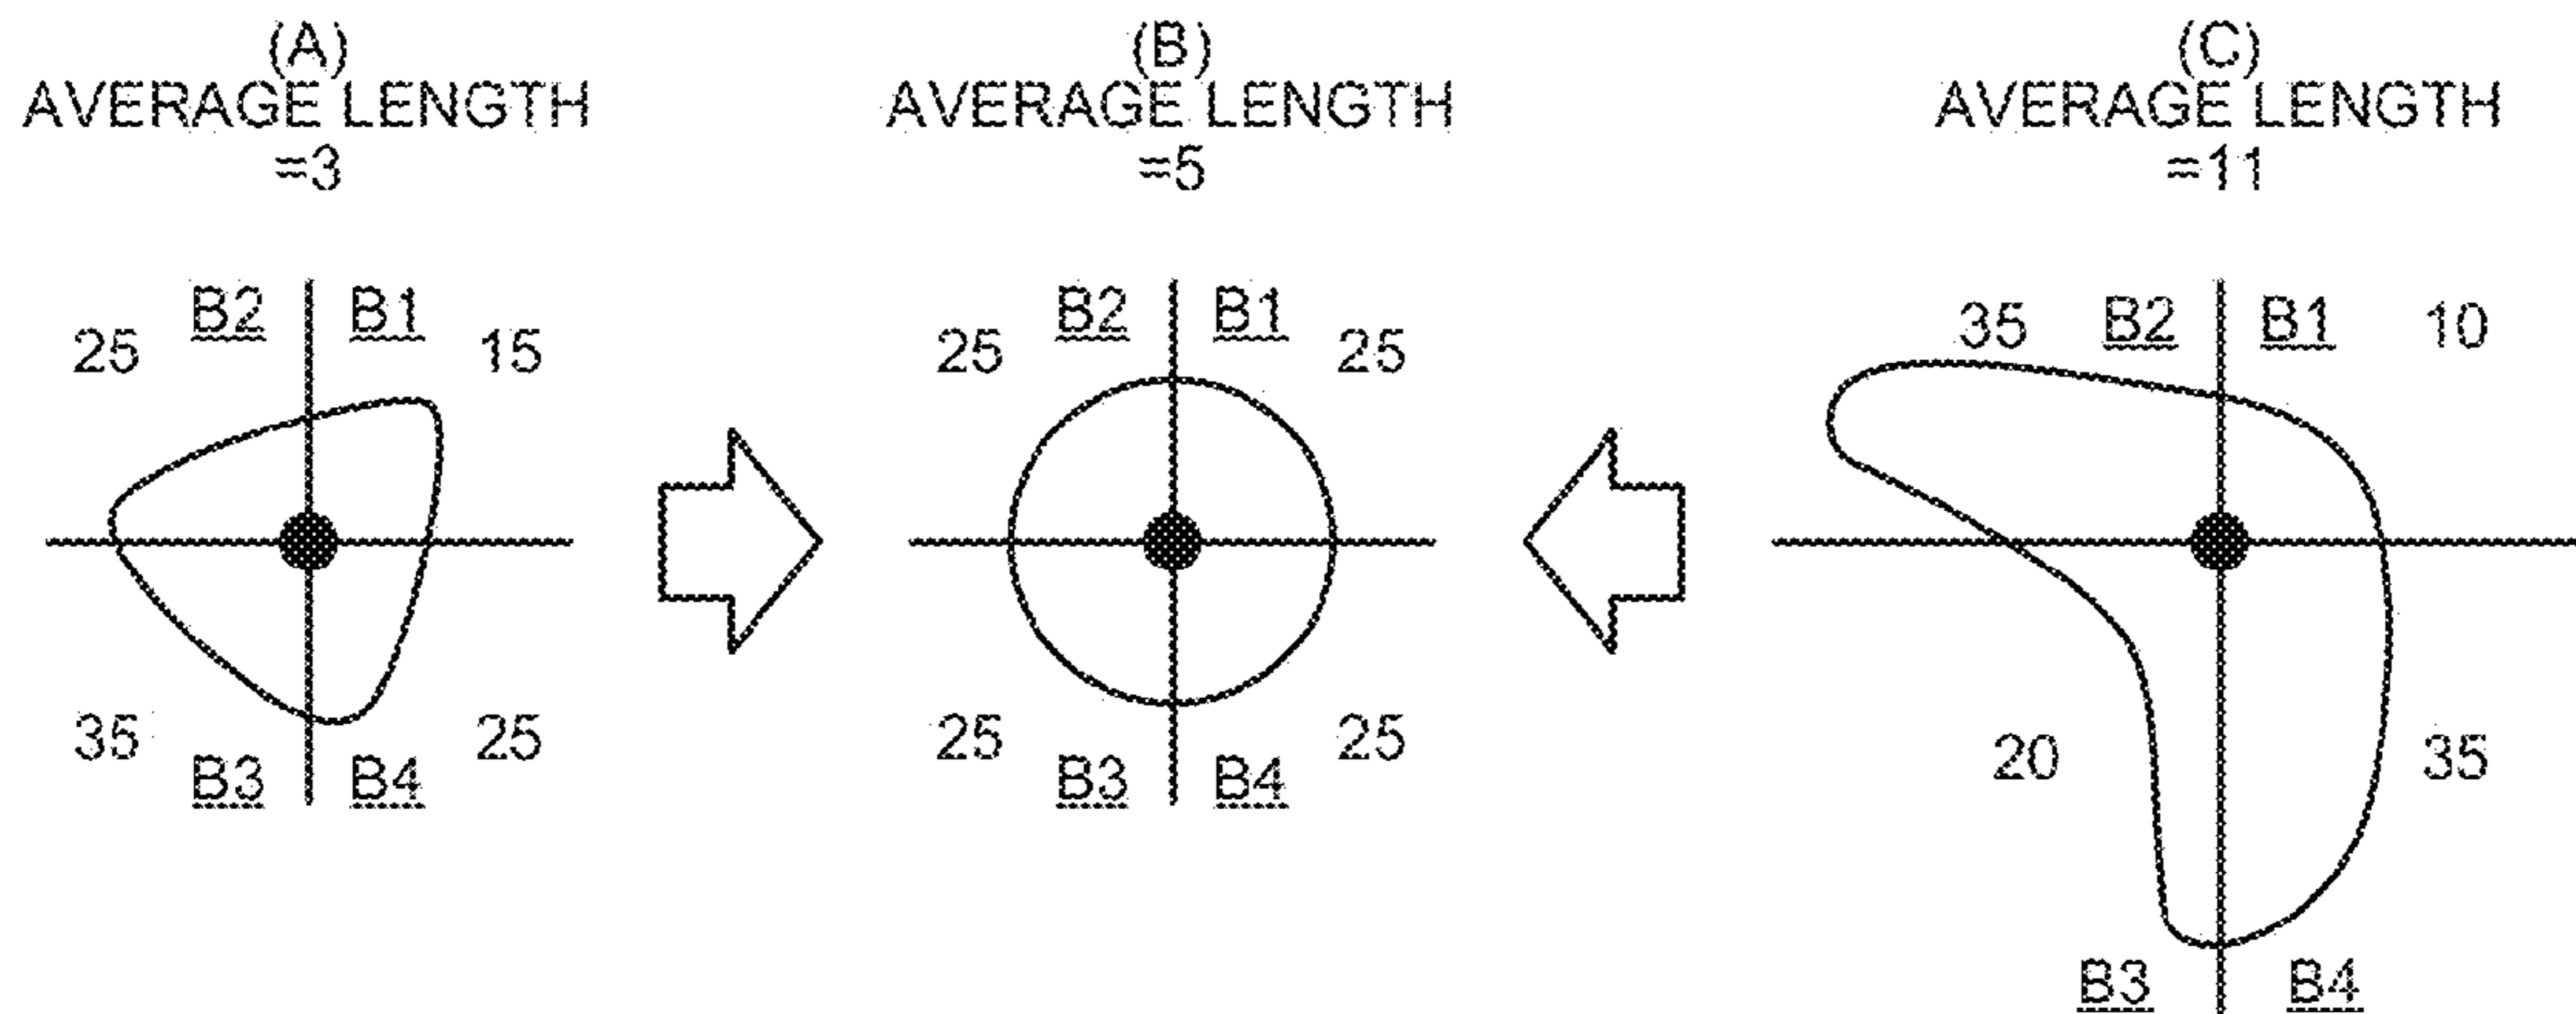 (A)
AVERAGE LENGTH
=3
(B)
AVERAGE LENGTH
=5
(C)
AVERAGE LENGTH
=11
25 B2 B1 15
35 B3 B4 25
25 B2 B1 25
25 B3 B4 25
35 B2 B1 10
20 35
B3 B4